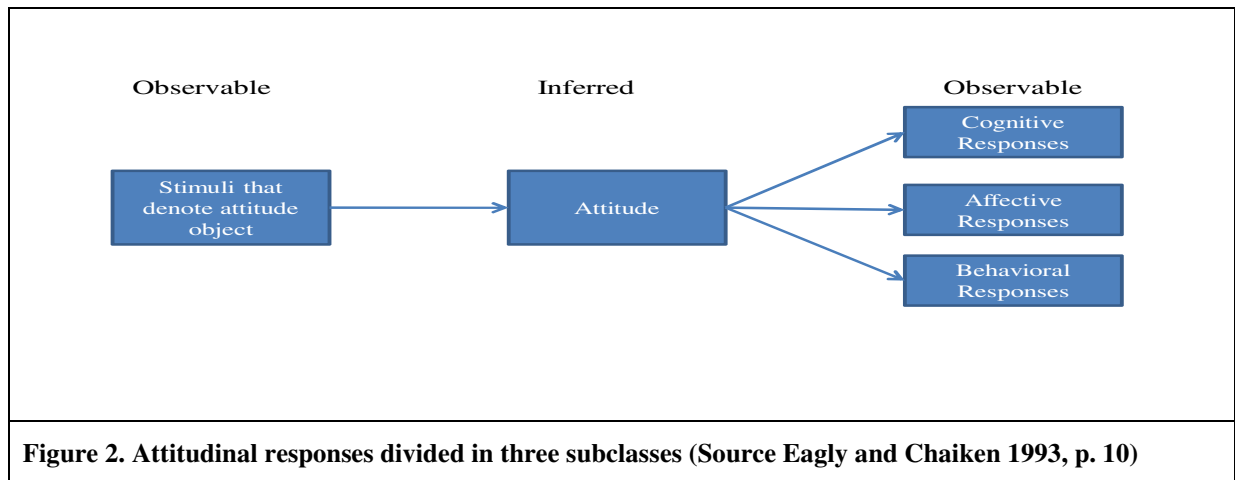 Observable Inferred Observable
Stimuli that
denote attitude
object
Attitude
Cognitive
Responses
Affective
Responses
Behavioral
Responses
Figure 2. Attitudinal responses divided in three subclasses (Source Eagly and Chaiken 1993, p. 10)